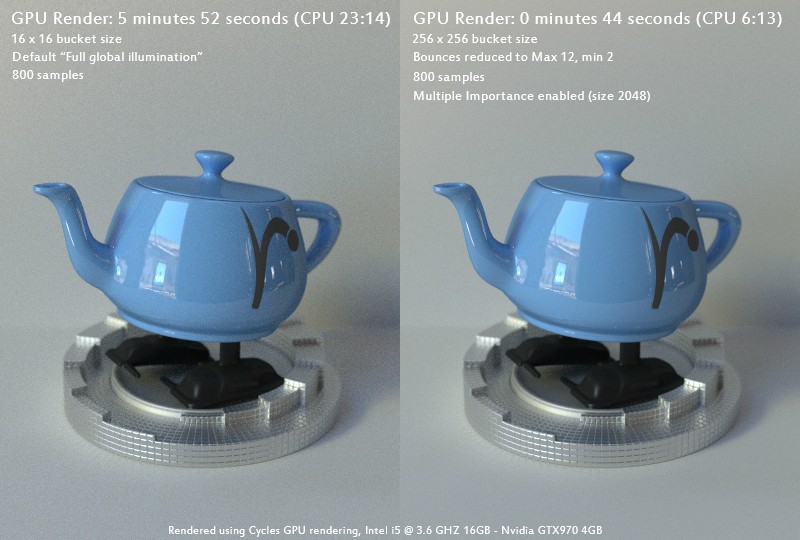 GPU Render: 5 minutes 52 seconds (CPU 23:14)
16 x 16 bucket size
Default “Full global illumination”
800 samples
GPU Render: 0 minutes 44 seconds (CPU 6:13)
256 x 256 bucket size
Bounces reduced to Max 12, min 2
800 samples
Multiple Importance enabled (size 2048)
Rendered using Cycles GPU rendering, Intel i5 @ 3.6 GHZ 16GB - Nvidia GTX970 4GB